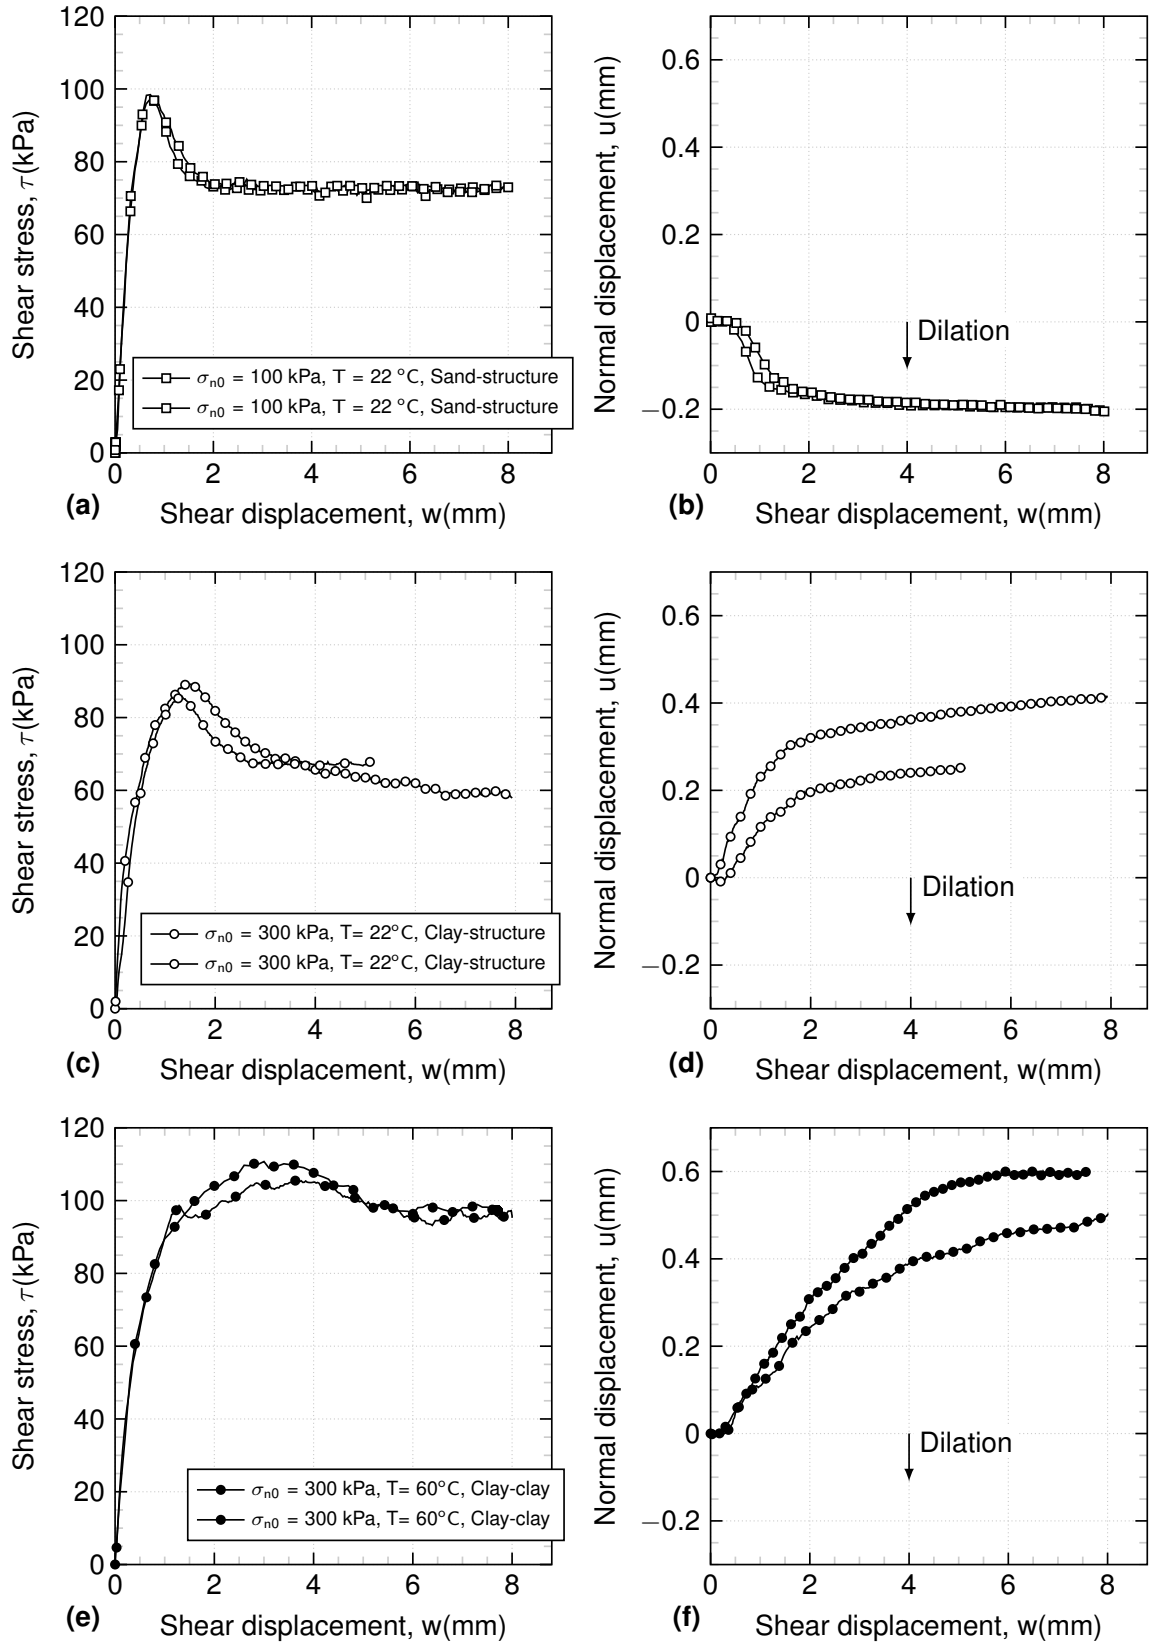 120
100
80
60
40
20
0
Shear stress, τ(kPa)
σn0 = 100 kPa, T = 22 °C, Sand-structure
σn0 = 100 kPa, T = 22 °C, Sand-structure
0 2 4 6 8
(a)
Shear displacement, w(mm)
0.6
0.4
0.2
0
−0.2
Normal displacement, u(mm)
Dilation
0 2 4 6 8
(b)
Shear displacement, w(mm)
120
100
80
60
40
20
0
Shear stress, τ(kPa)
σn0 = 300 kPa, T= 22°C, Clay-structure
σn0 = 300 kPa, T= 22°C, Clay-structure
0 2 4 6 8
(c)
Shear displacement, w(mm)
0.6
0.4
0.2
0
−0.2
Normal displacement, u(mm)
Dilation
0 2 4 6 8
(d)
Shear displacement, w(mm)
120
100
80
60
40
20
0
Shear stress, τ(kPa)
σn0 = 300 kPa, T= 60°C, Clay-clay
σn0 = 300 kPa, T= 60°C, Clay-clay
0 2 4 6 8
(e)
Shear displacement, w(mm)
0.6
0.4
0.2
0
−0.2
Normal displacement, u(mm)
Dilation
0 2 4 6 8
(f)
Shear displacement, w(mm)